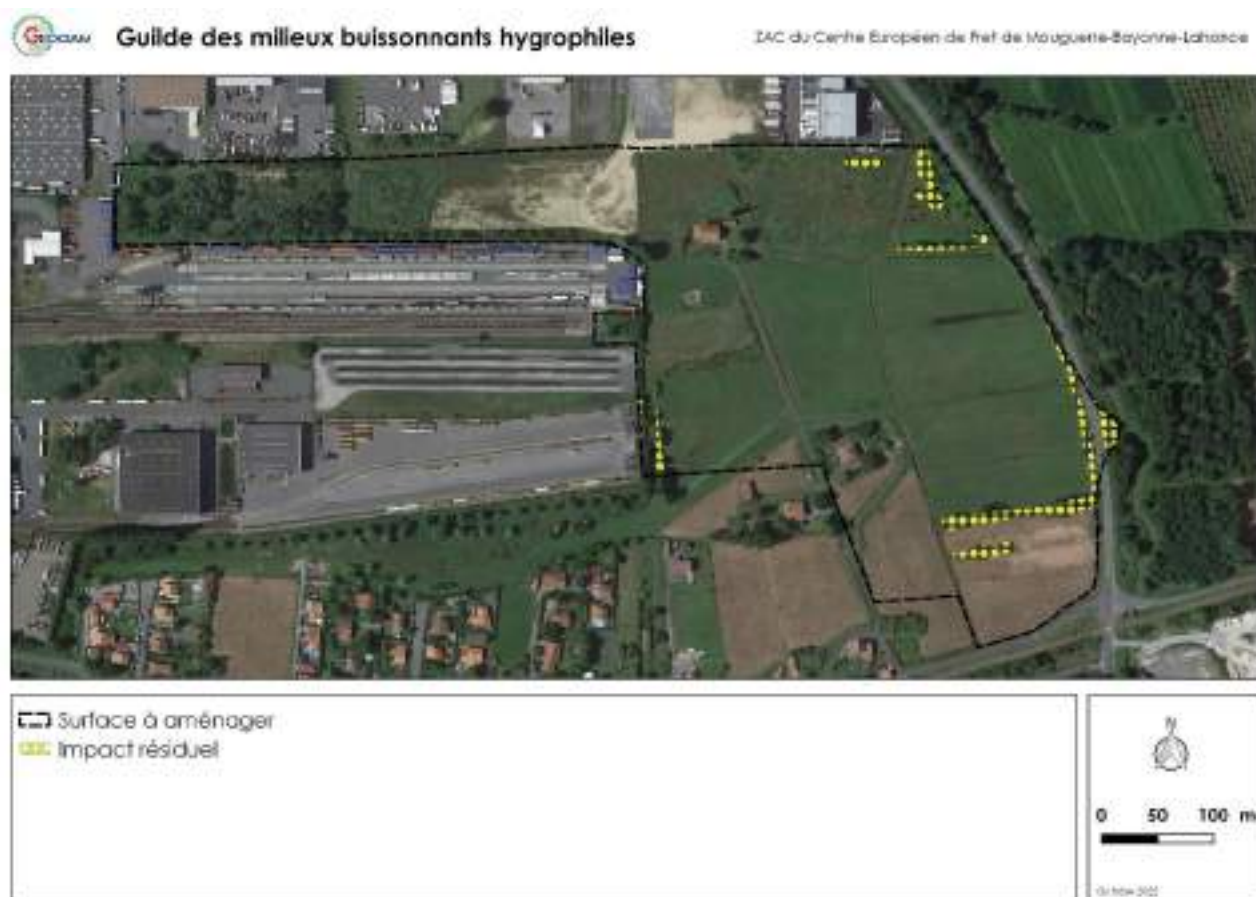 GEOCIAM
Guilde des milieux buissonnants hygrophiles
ZAC du Centre Européen de Fret de Mouguerre-Bayonne-Lahonce
Surface à aménager
Impact résiduel
N
0 50 100 m